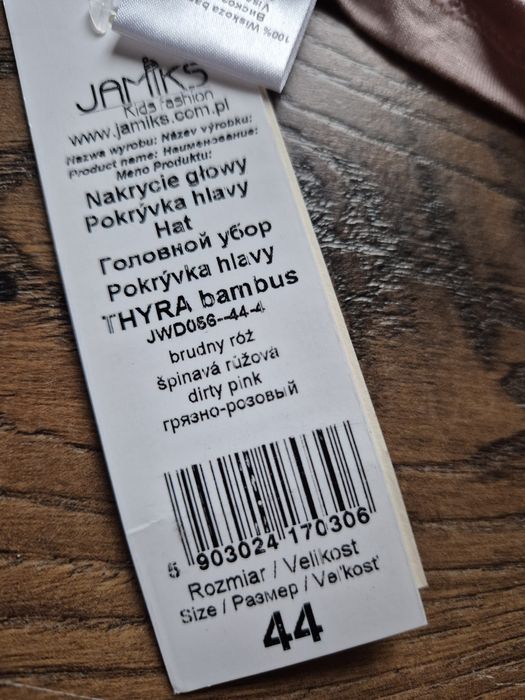 100% Wiskoza
JAMIKS
Kids Fashion
www.jamiks.com.pl
Nazwa wyrobu: Název výrobku:
Product name: Наименование:
Meno Produktu:
Nakrycie głowy
Pokrývka hlavy
Hat
Головной убор
Pokrývka hlavy
THYRA bambus
JWD056--44-4
brudny róż
špinavá růžová
dirty pink
грязно-розовый
5 903024 170306
Rozmiar / Velikost
Size / Размер / Veľkosť
44